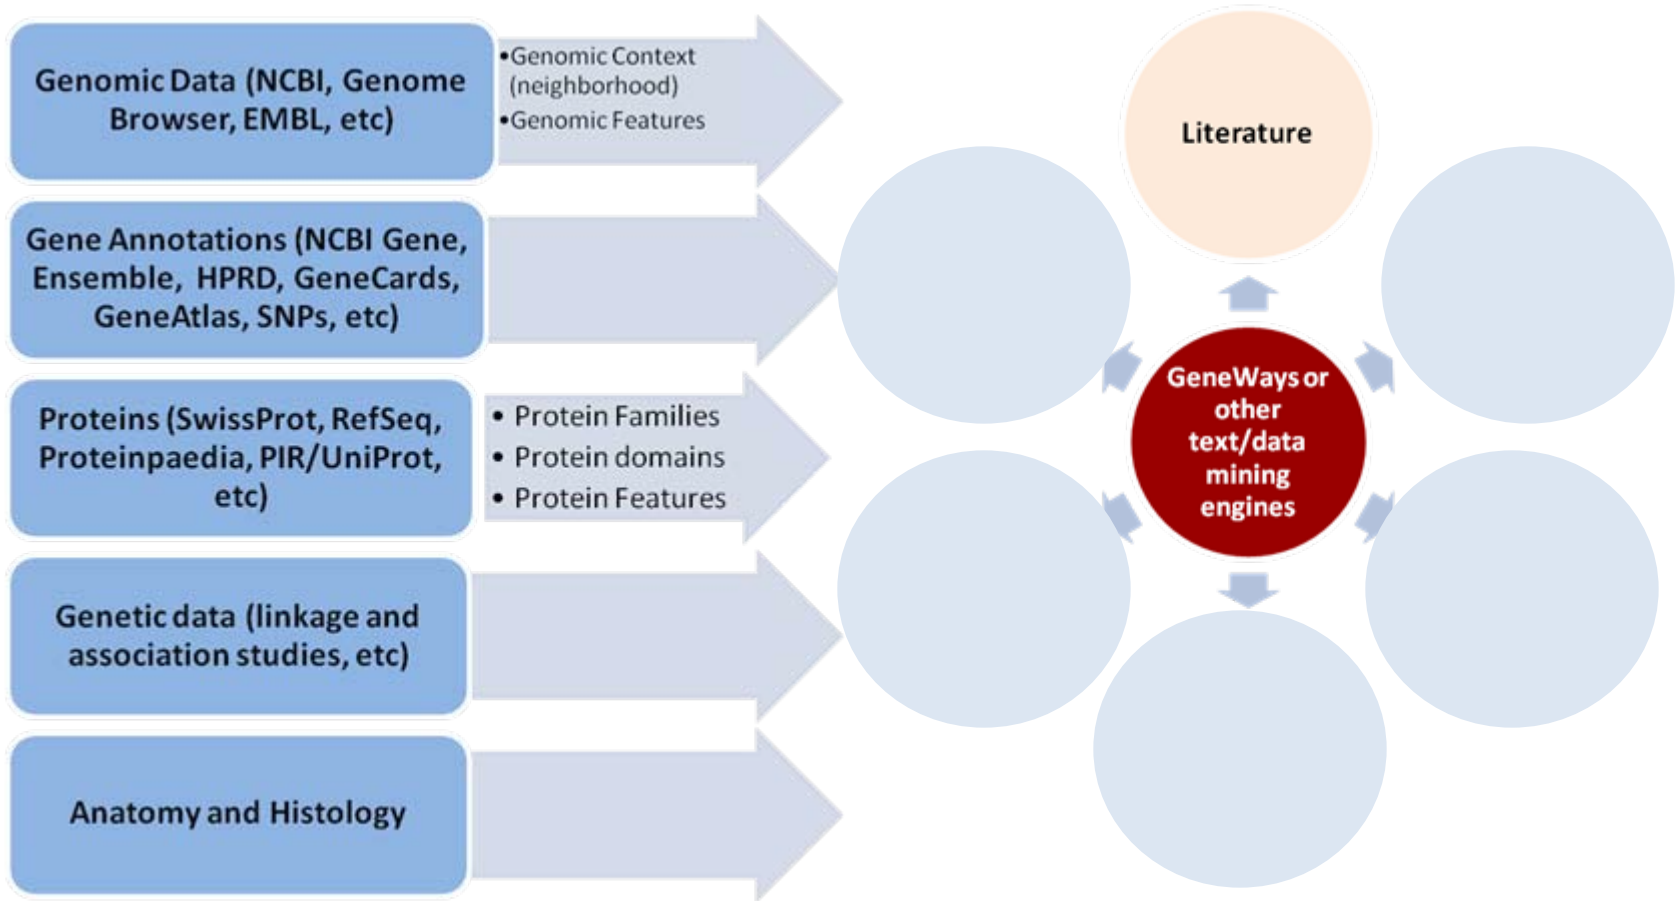 Genomic Data (NCBI, Genome
Browser, EMBL, etc)
•Genomic Context
(neighborhood)
•Genomic Features
Gene Annotations (NCBI Gene,
Ensemble, HPRD, GeneCards,
GeneAtlas, SNPs, etc)
Proteins (SwissProt, RefSeq,
Proteinpaedia, PIR/UniProt,
etc)
• Protein Families
• Protein domains
• Protein Features
Genetic data (linkage and
association studies, etc)
Anatomy and Histology
Literature
GeneWays or
other
text/data
mining
engines